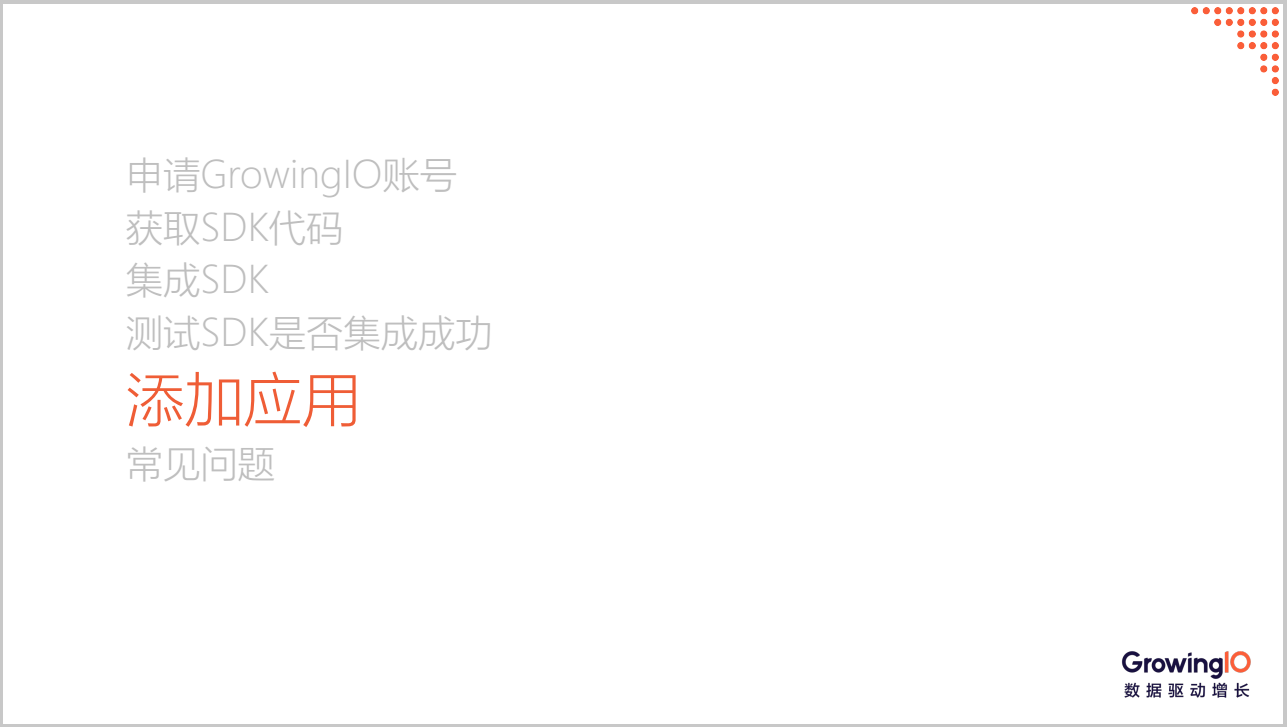 申请GrowingIO账号
获取SDK代码
集成SDK
测试SDK是否集成成功
添加应用
常见问题
GrowingIO
数据驱动增长